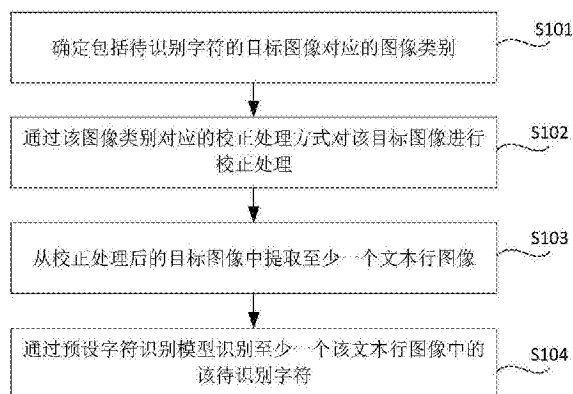 确定包括待识别字符的目标图像对应的图像类别
S101
通过该图像类别对应的校正处理方式对该目标图像进行
校正处理
S102
从校正处理后的目标图像中提取至少一个文本行图像
S103
通过预设字符识别模型识别至少一个该文本行图像中的
该待识别字符
S104